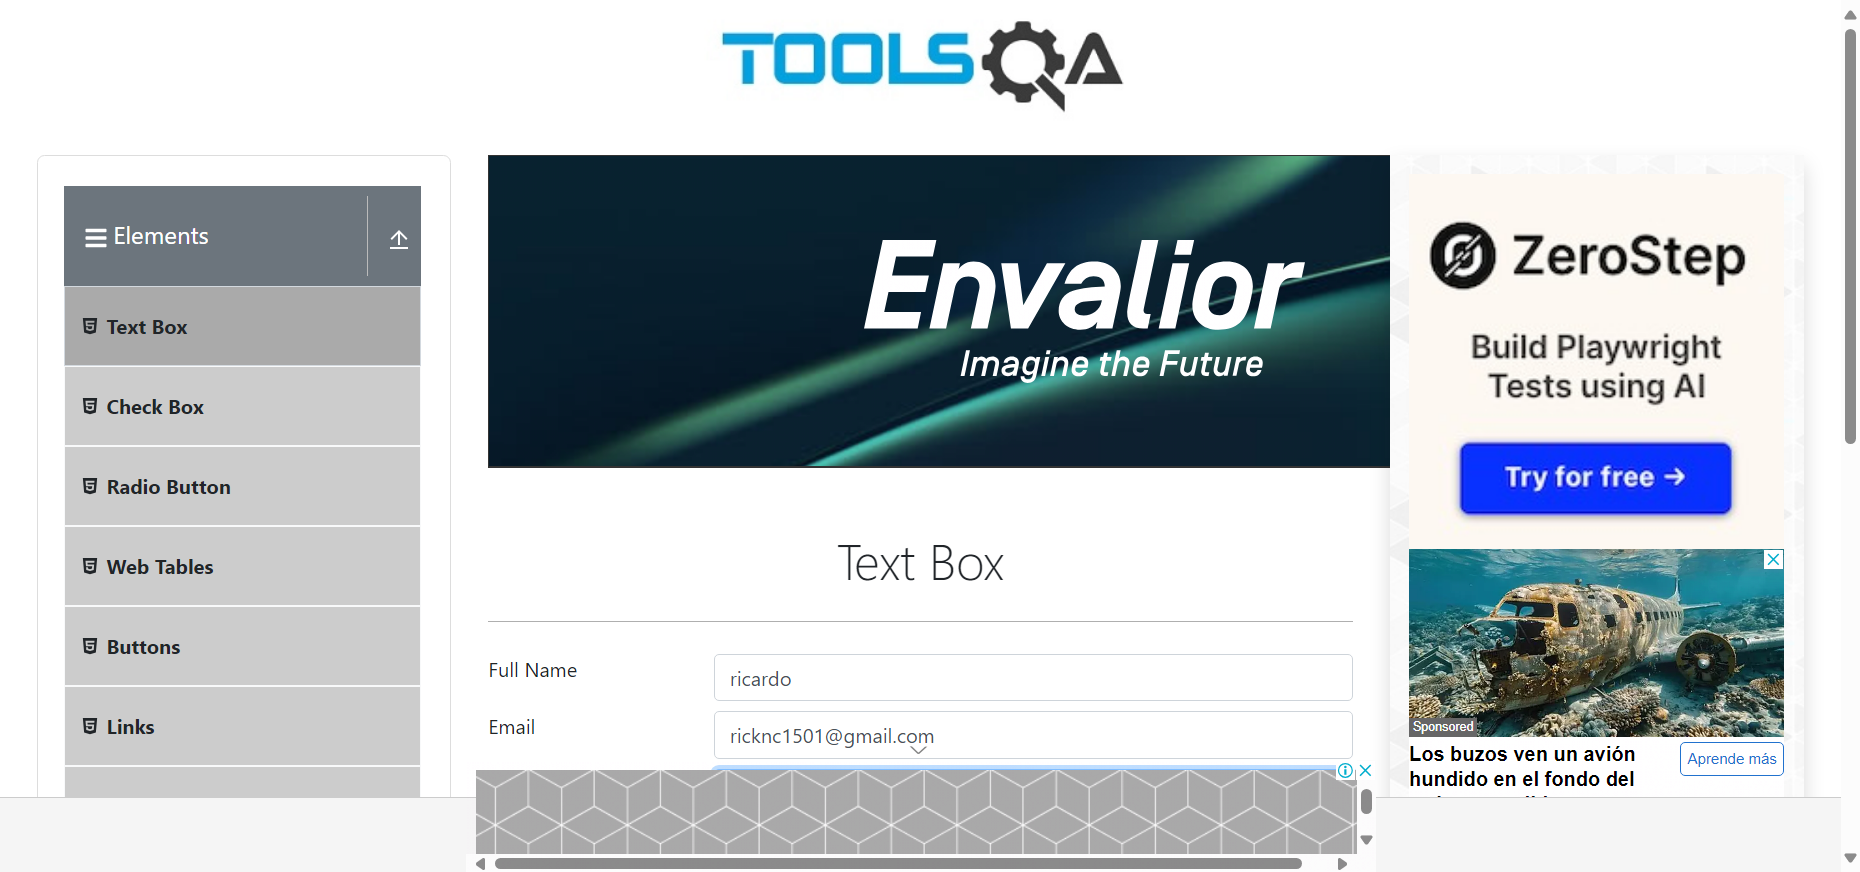 TOOLSQA
Elements
Text Box
Check Box
Radio Button
Web Tables
Buttons
Links
Envalior
Imagine the Future
Text Box
Full Name
ricardo
Email
ricknc1501@gmail.com
ZeroStep
Build Playwright
Tests using AI
Try for free →
Sponsored
Los buzos ven un avión
hundido en el fondo del
Aprende más